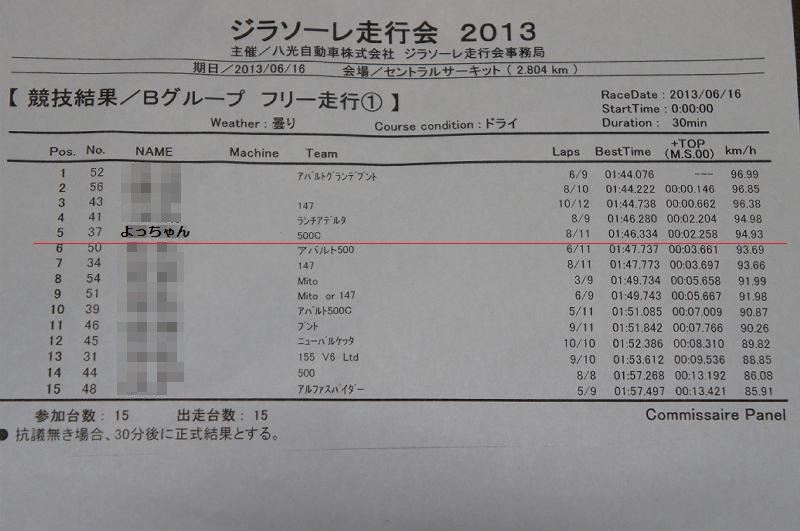 ジラソーレ走行会 2013
主催／八光自動車株式会社 ジラソーレ走行会事務局
期日／2013/06/16 会場／セントラルサーキット ( 2.804 km )
【 競技結果／Bグループ フリー走行① 】
RaceDate : 2013/06/16
StartTime : 0:00:00
Duration : 30min
Weather : 曇り Course condition : ドライ
Pos. No. NAME Machine Team Laps BestTime +TOP (M.S.00) km/h
1 52 アバルトグランデプント 6/9 01:44.076 --- 96.99
2 56 8/10 01:44.222 00:00.146 96.85
3 43 147 10/12 01:44.738 00:00.662 96.38
4 41 ランチアデルタ 8/9 01:46.280 00:02.204 94.98
5 37 よっちゃん 500C 8/11 01:46.334 00:02.258 94.93
6 50 アバルト500 6/11 01:47.737 00:03.661 93.69
7 34 147 8/11 01:47.773 00:03.697 93.66
8 54 Mito 3/9 01:49.734 00:05.658 91.99
9 51 Mito or 147 6/9 01:49.743 00:05.667 91.98
10 39 アバルト500C 5/11 01:51.085 00:07.009 90.87
11 46 プント 9/11 01:51.842 00:07.766 90.26
12 45 ニューバルケッタ 10/10 01:52.386 00:08.310 89.82
13 31 155 V6 Ltd 9/10 01:53.612 00:09.536 88.85
14 44 500 8/8 01:57.268 00:13.192 86.08
15 48 アルファスパイダー 5/9 01:57.497 00:13.421 85.91
参加台数 : 15 出走台数 : 15 Commissaire Panel
● 抗議無き場合、30分後に正式結果とする。